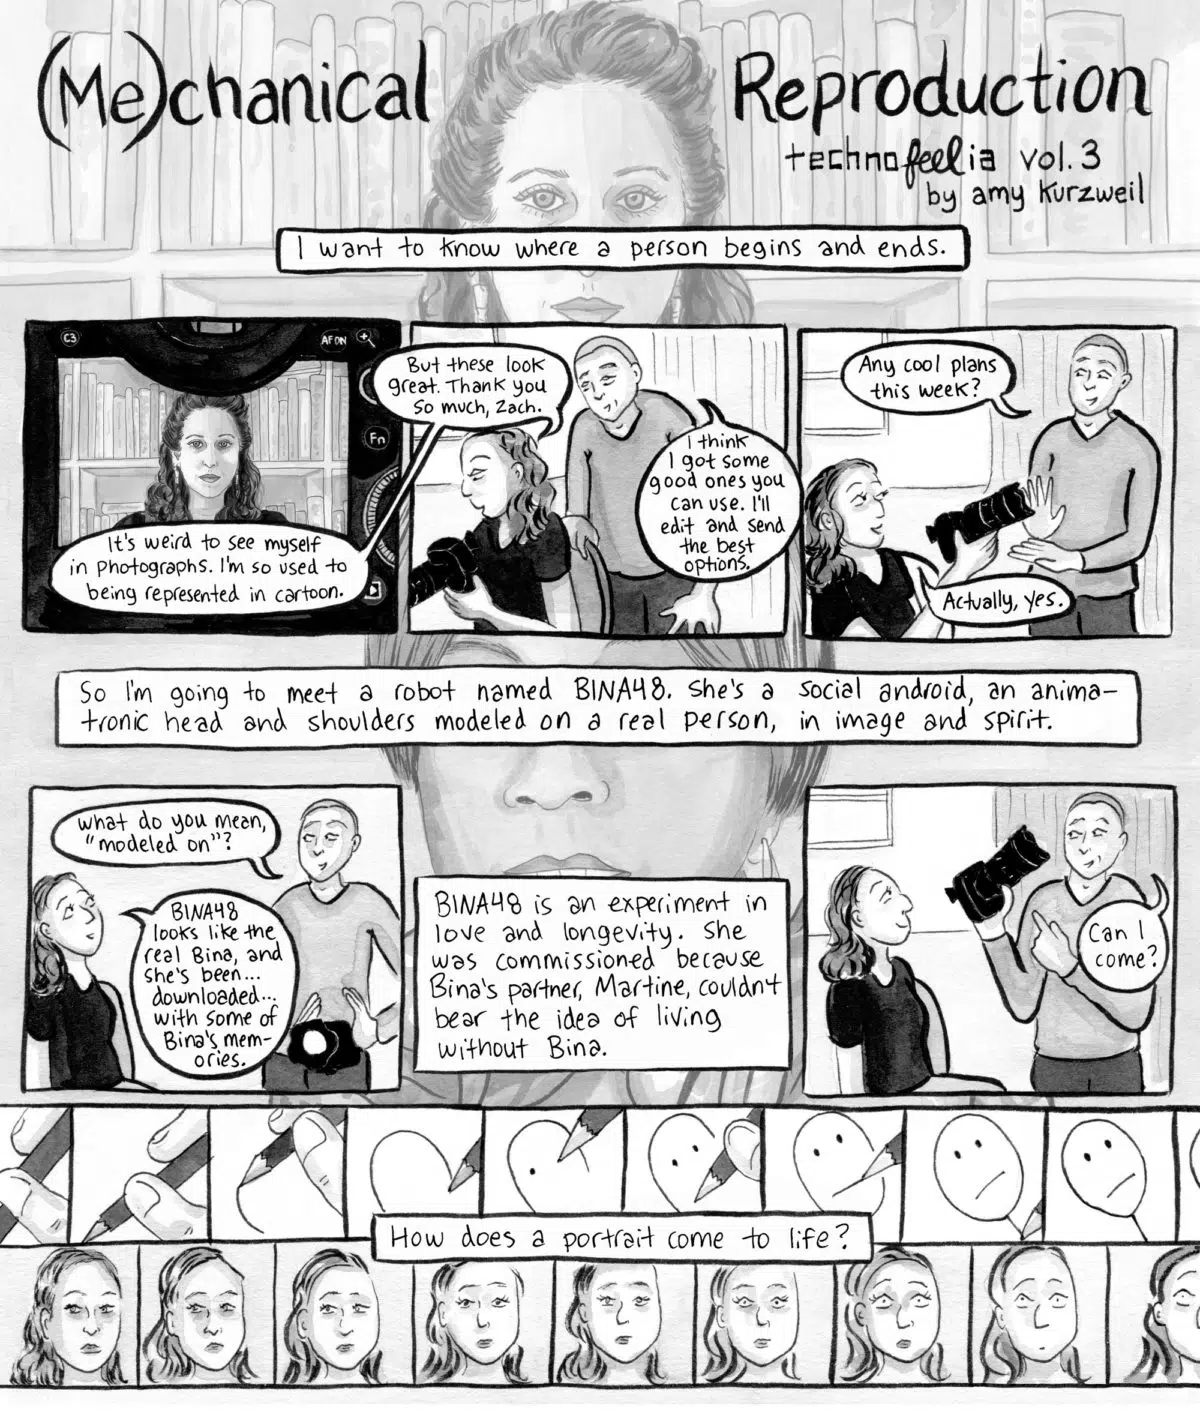 (Me)chanical Reproduction
technofeelia vol. 3
by amy kurzweil
I want to know where a person begins and ends.
C3
AF ON
Fn
It's weird to see myself
in photographs. I'm so used to
being represented in cartoon.
But these look
great. Thank you
so much, Zach.
I think
I got some
good ones you
can use. I'll
edit and send
the best
options.
Any cool plans
this week?
Actually, yes.
So I'm going to meet a robot named BINA48. She's a social android, an anima-
tronic head and shoulders modeled on a real person, in image and spirit.
What do you mean,
"modeled on"?
BINA48
looks like the
real Bina, and
she's been...
downloaded...
with some of
Bina's mem-
ories.
BINA48 is an experiment in
love and longevity. She
was commissioned because
Bina's partner, Martine, couldn't
bear the idea of living
without Bina.
Can I
come?
How does a portrait come to life?